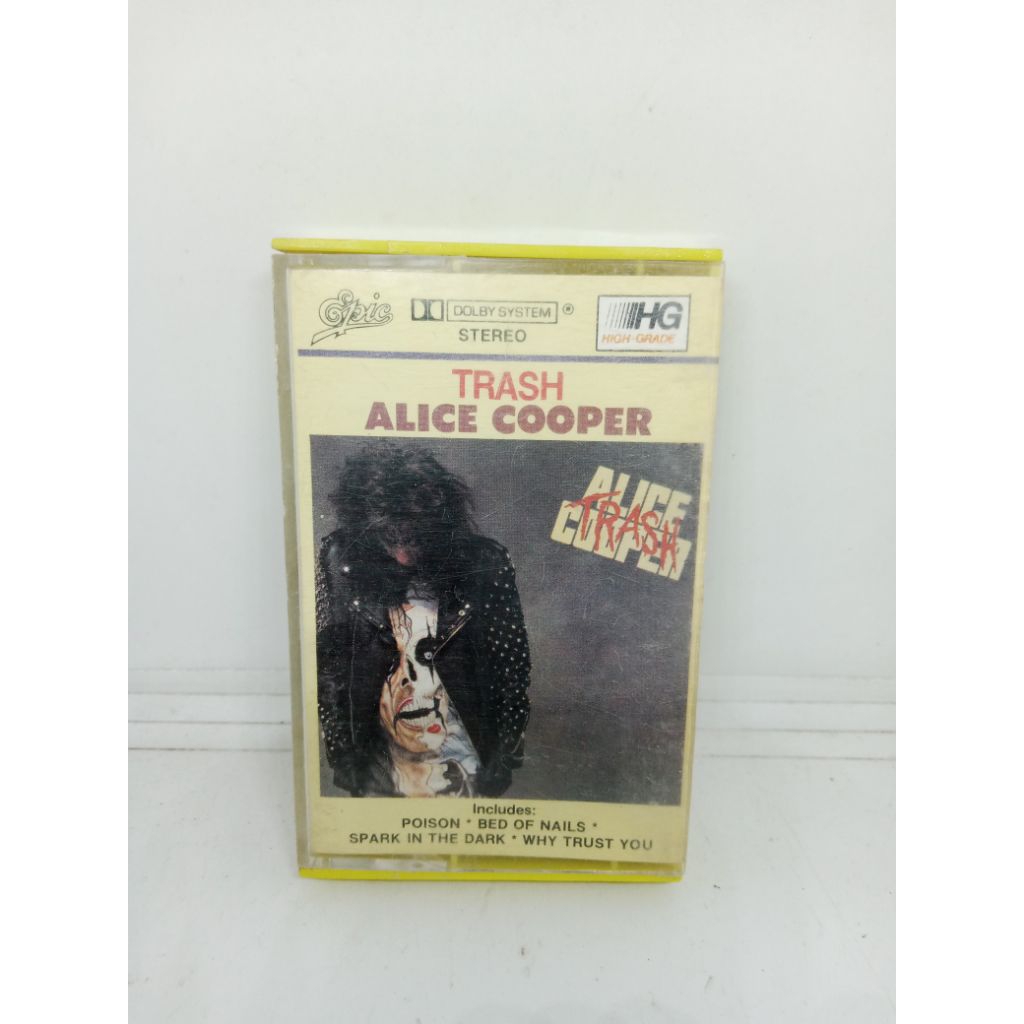 Epic
DOLBY SYSTEM ®
STEREO
HG
HIGH GRADE
TRASH
ALICE COOPER
ALICE
TRASH
COOPER
Includes:
POISON * BED OF NAILS *
SPARK IN THE DARK * WHY TRUST YOU